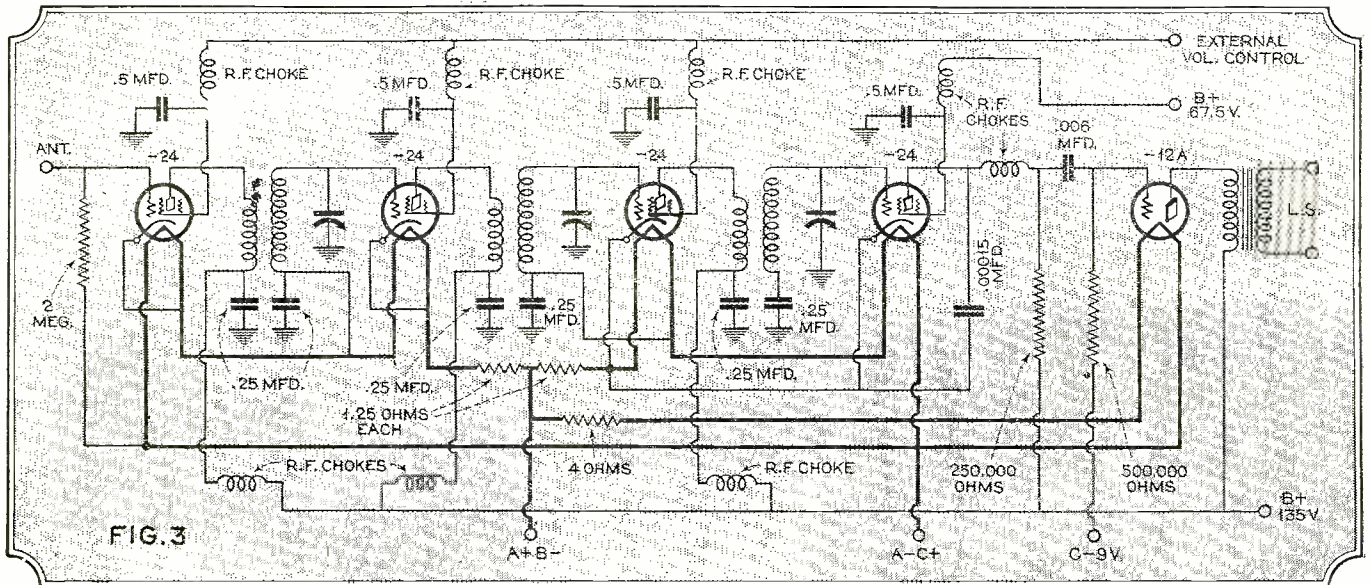 EXTERNAL
VOL. CONTROL
R.F. CHOKE
R.F. CHOKE
R.F. CHOKE
.5 MFD.
.5 MFD.
.5 MFD.
.5 MFD.
R.F.
CHOKES
B+
67.5 V.
.006
MFD.
ANT.
-24
-24
-24
-24
-12A
L.S.
2
MEG.
.00015
MFD.
.25
MFD.
.25
MFD.
.25 MFD.
.25 MFD.
.25 MFD.
1.25 OHMS
EACH
R.F. CHOKES
4 OHMS
R.F. CHOKE
250,000
OHMS
500,000
OHMS
B+
135V
FIG. 3
A+B-
A-C+
C-9V.